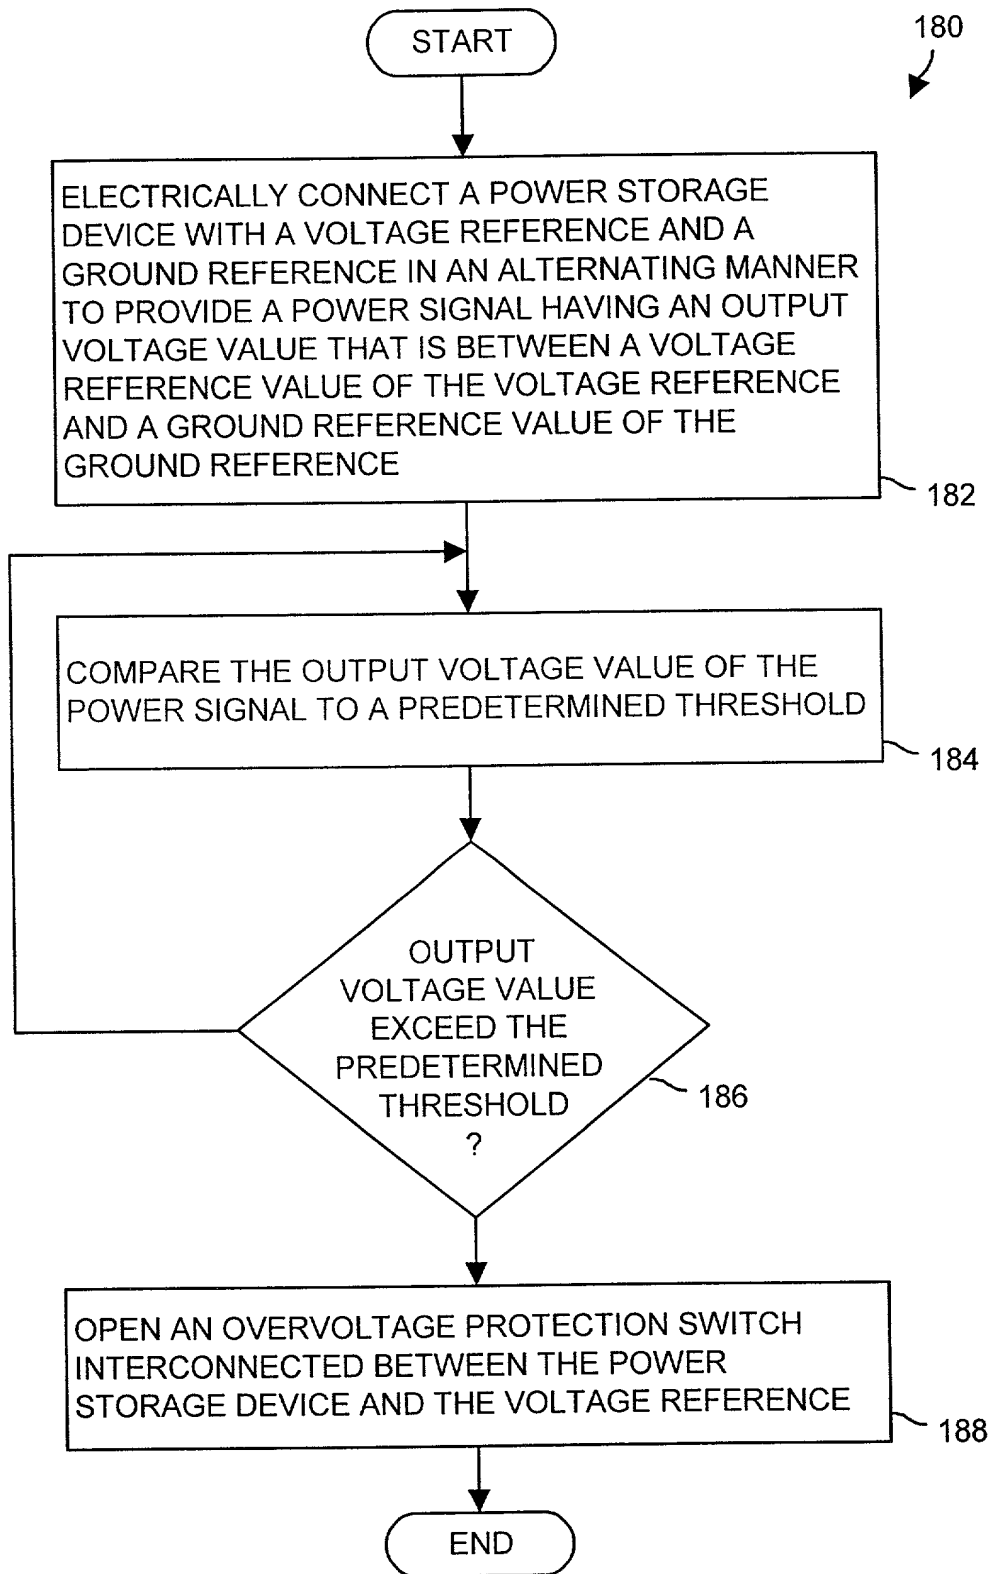 START
180
ELECTRICALLY CONNECT A POWER STORAGE
DEVICE WITH A VOLTAGE REFERENCE AND A
GROUND REFERENCE IN AN ALTERNATING MANNER
TO PROVIDE A POWER SIGNAL HAVING AN OUTPUT
VOLTAGE VALUE THAT IS BETWEEN A VOLTAGE
REFERENCE VALUE OF THE VOLTAGE REFERENCE
AND A GROUND REFERENCE VALUE OF THE
GROUND REFERENCE
182
COMPARE THE OUTPUT VOLTAGE VALUE OF THE
POWER SIGNAL TO A PREDETERMINED THRESHOLD
184
OUTPUT
VOLTAGE VALUE
EXCEED THE
PREDETERMINED
THRESHOLD
?
186
OPEN AN OVERVOLTAGE PROTECTION SWITCH
INTERCONNECTED BETWEEN THE POWER
STORAGE DEVICE AND THE VOLTAGE REFERENCE
188
END